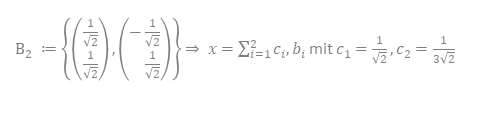 B₂ := {(1/√2, 1/√2), (−1/√2, 1/√2)} ⇒ x = ∑²ᵢ₌₁ cᵢ, bᵢ mit c₁ = 1/√2, c₂ = 1/3√2